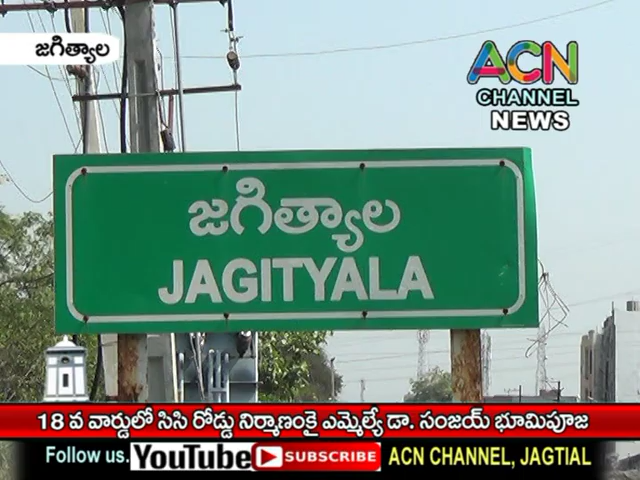 జగిత్యాల
ACN
CHANNEL
NEWS
జగిత్యాల
JAGITYALA
18 వ వార్డులో సిసి రోడ్డు నిర్మాణంకై ఎమ్మెల్యే డా. సంజయ్ భూమిపూజ
Follow us. YouTube SUBSCRIBE ACN CHANNEL, JAGTIAL